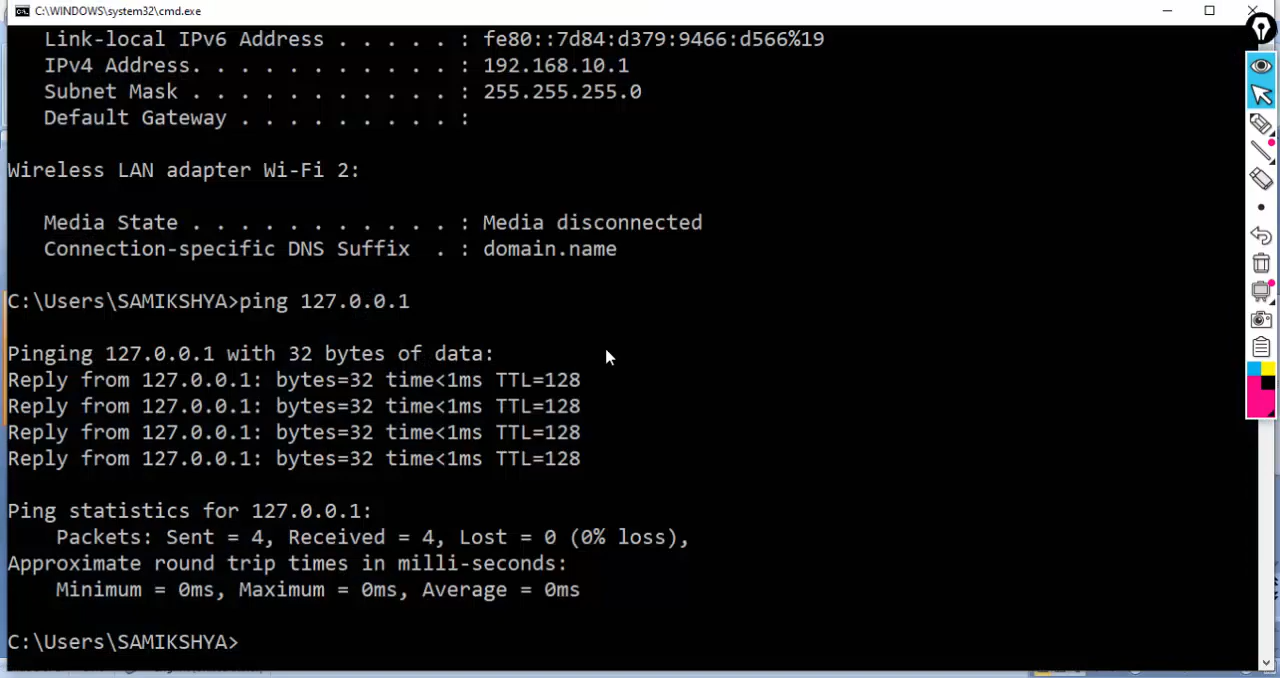 C:\WINDOWS\system32\cmd.exe
Link-local IPv6 Address . . . . . : fe80::7d84:d379:9466:d566%19
IPv4 Address. . . . . . . . . . . : 192.168.10.1
Subnet Mask . . . . . . . . . . . : 255.255.255.0
Default Gateway . . . . . . . . . :
Wireless LAN adapter Wi-Fi 2:
Media State . . . . . . . . . . . : Media disconnected
Connection-specific DNS Suffix  . : domain.name
C:\Users\SAMIKSHYA>ping 127.0.0.1
Pinging 127.0.0.1 with 32 bytes of data:
Reply from 127.0.0.1: bytes=32 time<1ms TTL=128
Reply from 127.0.0.1: bytes=32 time<1ms TTL=128
Reply from 127.0.0.1: bytes=32 time<1ms TTL=128
Reply from 127.0.0.1: bytes=32 time<1ms TTL=128
Ping statistics for 127.0.0.1:
Packets: Sent = 4, Received = 4, Lost = 0 (0% loss),
Approximate round trip times in milli-seconds:
Minimum = 0ms, Maximum = 0ms, Average = 0ms
C:\Users\SAMIKSHYA>